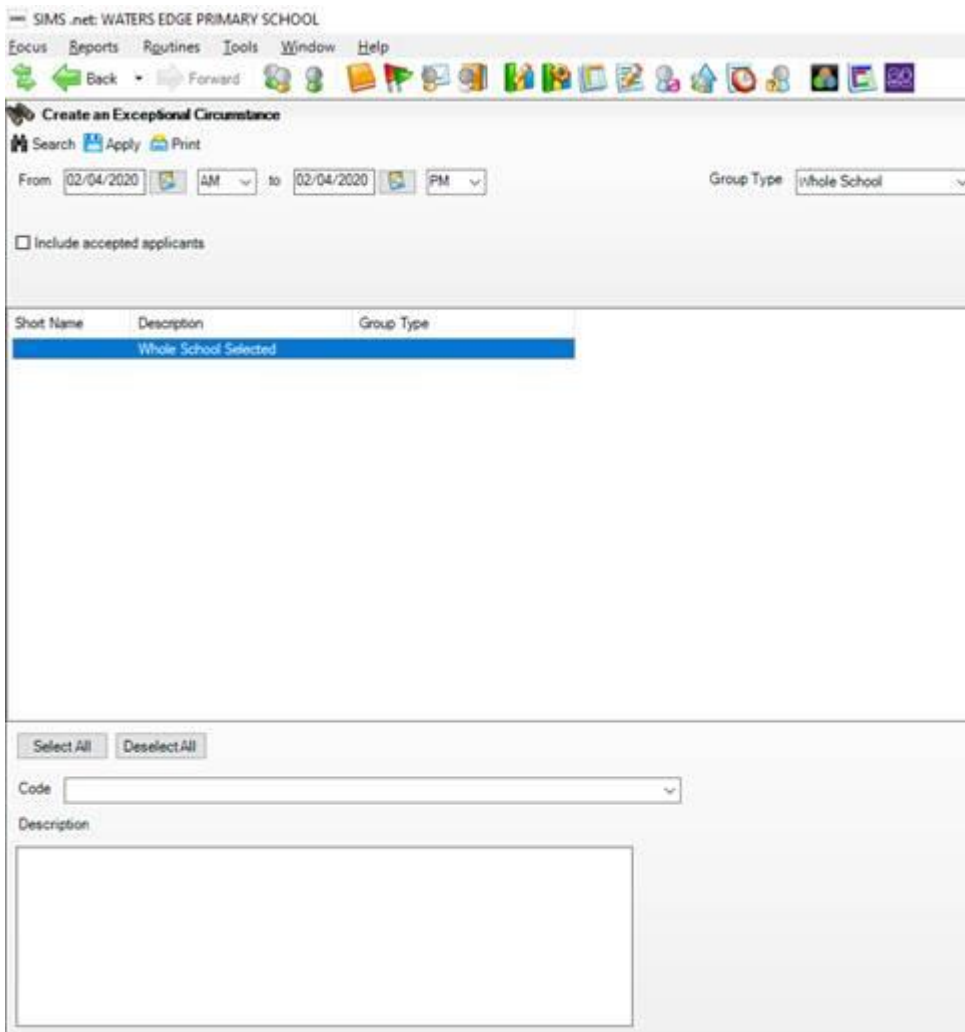 SIMS .net: WATERS EDGE PRIMARY SCHOOL
Focus Reports Routines Tools Window Help
Back Forward
Create an Exceptional Circumstance
Search Apply Print
From 02/04/2020 AM to 02/04/2020 PM Group Type Whole School
Include accepted applicants
Short Name Description Group Type
Whole School Selected
Select All Deselect All
Code
Description